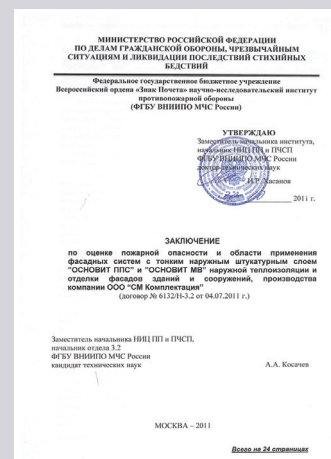 МИНИСТЕРСТВО РОССИЙСКОЙ ФЕДЕРАЦИИ
ПО ДЕЛАМ ГРАЖДАНСКОЙ ОБОРОНЫ, ЧРЕЗВЫЧАЙНЫМ
СИТУАЦИЯМ И ЛИКВИДАЦИИ ПОСЛЕДСТВИЙ СТИХИЙНЫХ
БЕДСТВИЙ
Федеральное государственное бюджетное учреждение
Всероссийский ордена «Знак Почета» научно-исследовательский институт
противопожарной обороны
(ФГБУ ВНИИПО МЧС России)
УТВЕРЖДАЮ
Заместитель начальника института,
начальник НИЦ ПП и ПЧСП
ФГБУ ВНИИПО МЧС России
доктор технических наук
И.Р. Хасанов
2011 г.
ЗАКЛЮЧЕНИЕ
по оценке пожарной опасности и области применения
фасадных систем с тонким наружным штукатурным слоем
"ОСНОВИТ ППС" и "ОСНОВИТ МВ" наружной теплоизоляции и
отделки фасадов зданий и сооружений, производства
компании ООО "СМ Комплектация"
(договор № 6132/Н-3.2 от 04.07.2011 г.)
Заместитель начальника НИЦ ПП и ПЧСП,
начальник отдела 3.2
ФГБУ ВНИИПО МЧС России
кандидат технических наук
А.А. Косачев
МОСКВА – 2011
Всего на 24 страницах